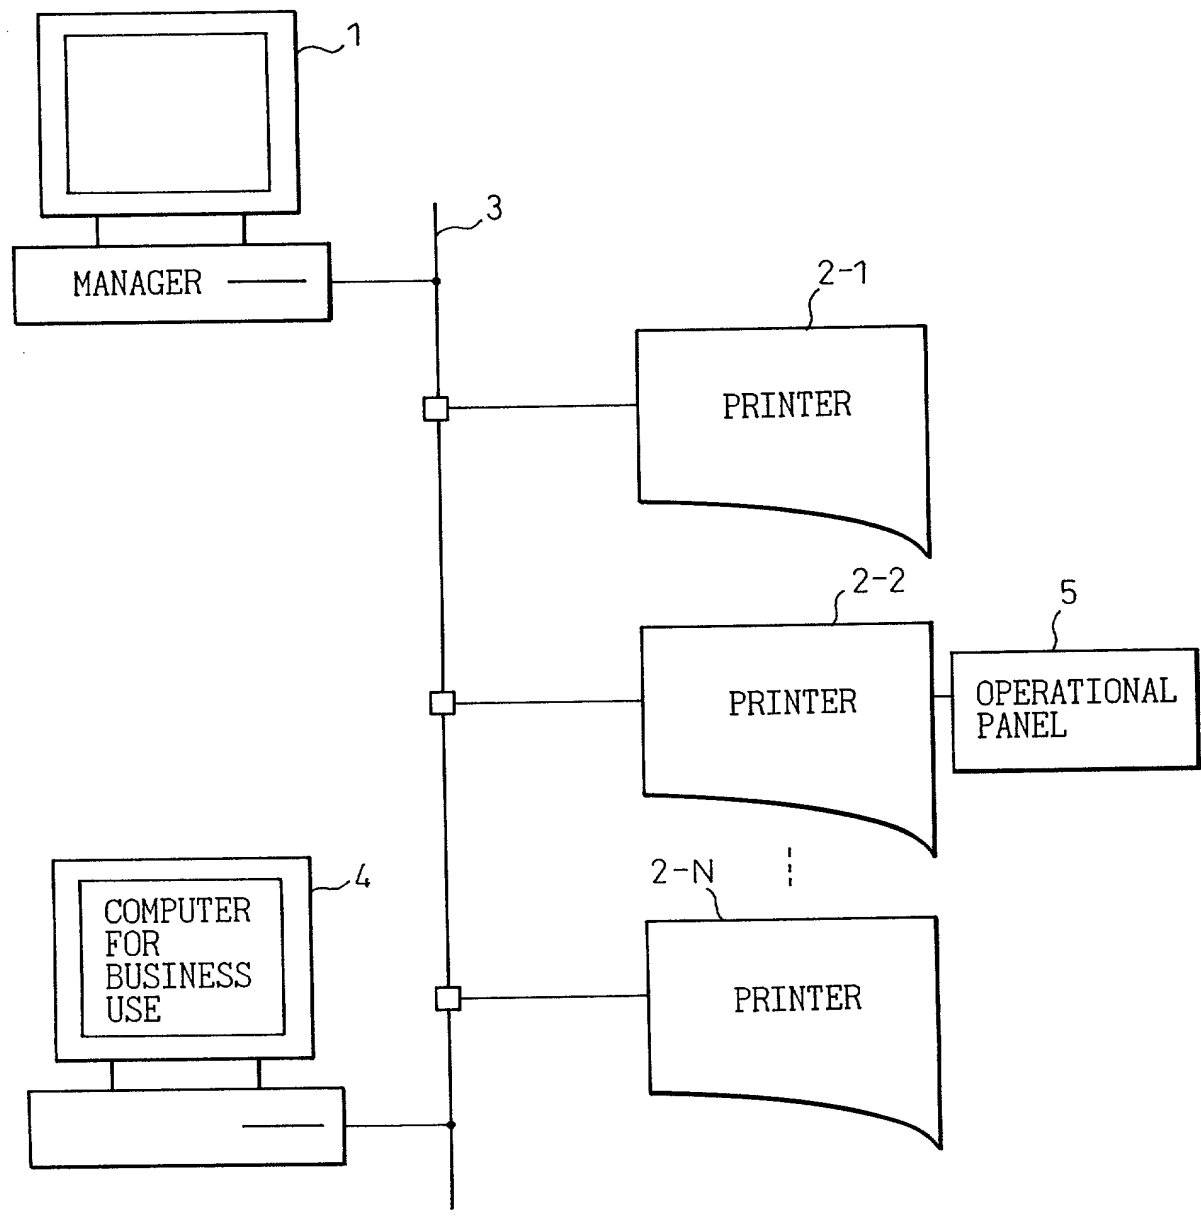 1
3
MANAGER
2-1
PRINTER
2-2
5
PRINTER
OPERATIONAL
PANEL
2-N
4
COMPUTER
FOR
BUSINESS
USE
PRINTER